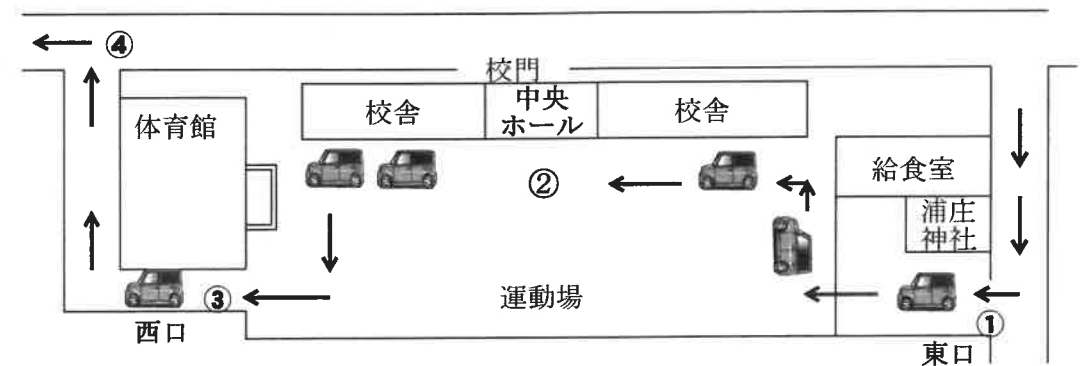 ④
校門
校舎
中央
ホール
校舎
体育館
給食室
②
浦庄
神社
③
運動場
①
西口
東口